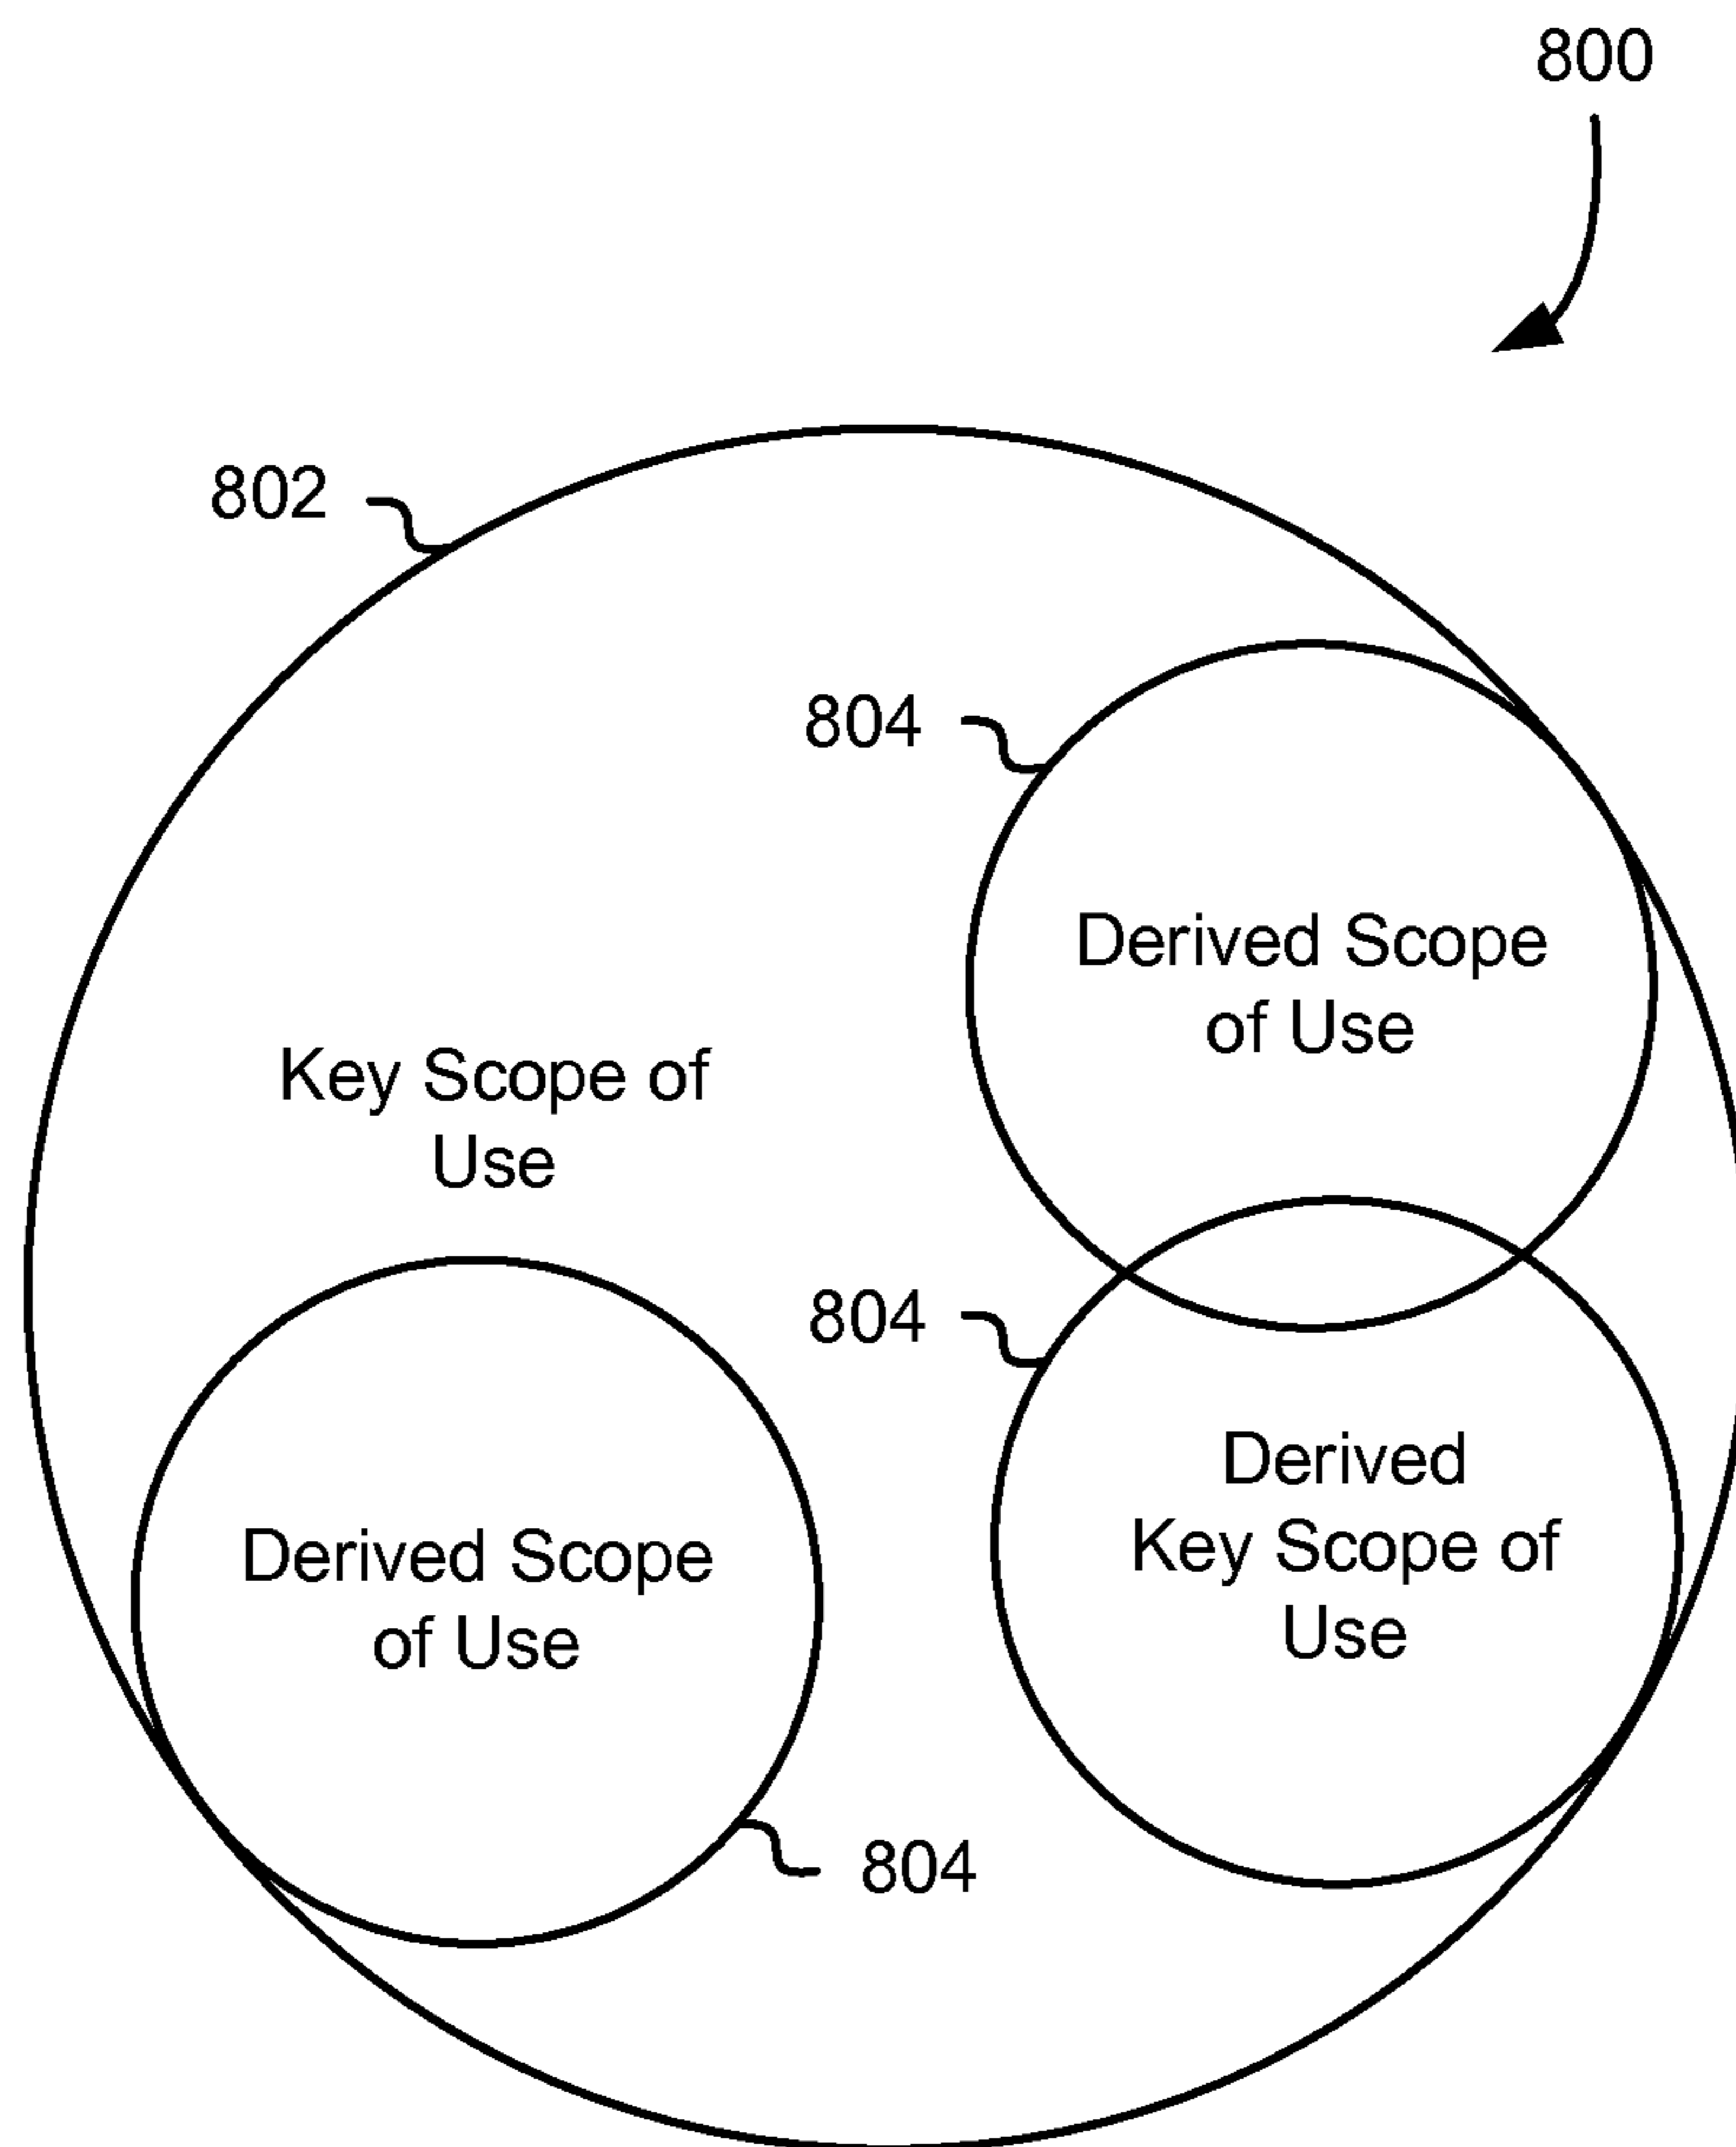 800
802
804
Derived Scope
of Use
Key Scope of
Use
804
Derived
Key Scope of
Use
Derived Scope
of Use
804